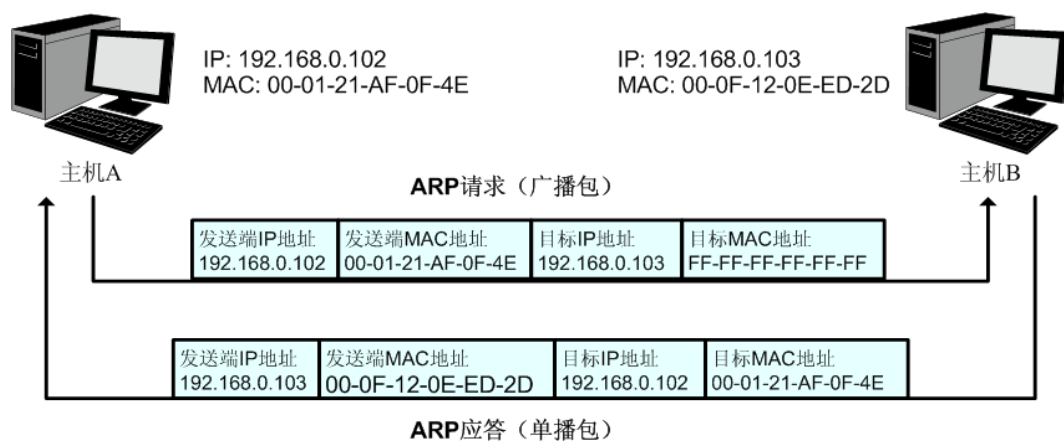 IP: 192.168.0.102
MAC: 00-01-21-AF-0F-4E
IP: 192.168.0.103
MAC: 00-0F-12-0E-ED-2D
主机A
主机B
ARP请求（广播包）
发送端IP地址
192.168.0.102
发送端MAC地址
00-01-21-AF-0F-4E
目标IP地址
192.168.0.103
目标MAC地址
FF-FF-FF-FF-FF-FF
发送端IP地址
192.168.0.103
发送端MAC地址
00-0F-12-0E-ED-2D
目标IP地址
192.168.0.102
目标MAC地址
00-01-21-AF-0F-4E
ARP应答（单播包）